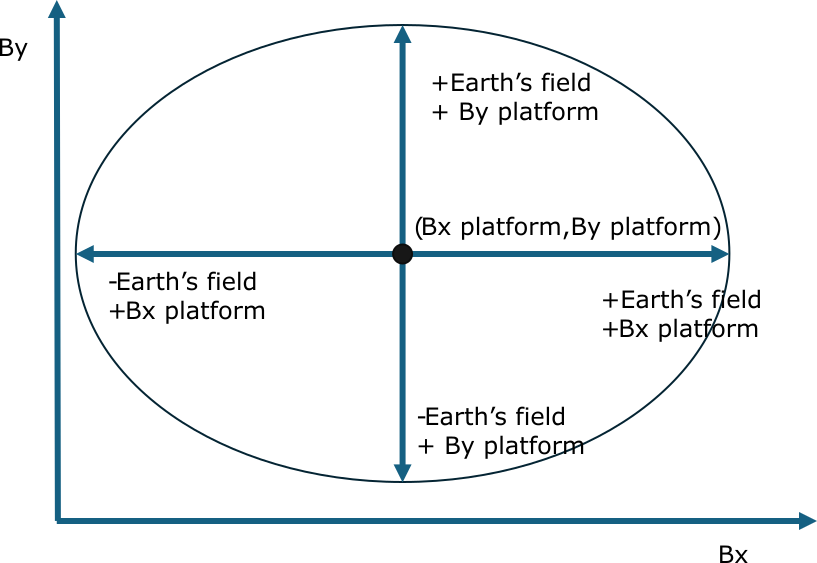 By
+Earth’s field
+ By platform
(Bx platform,By platform)
-Earth’s field
+Bx platform
+Earth’s field
+Bx platform
-Earth’s field
+ By platform
Bx